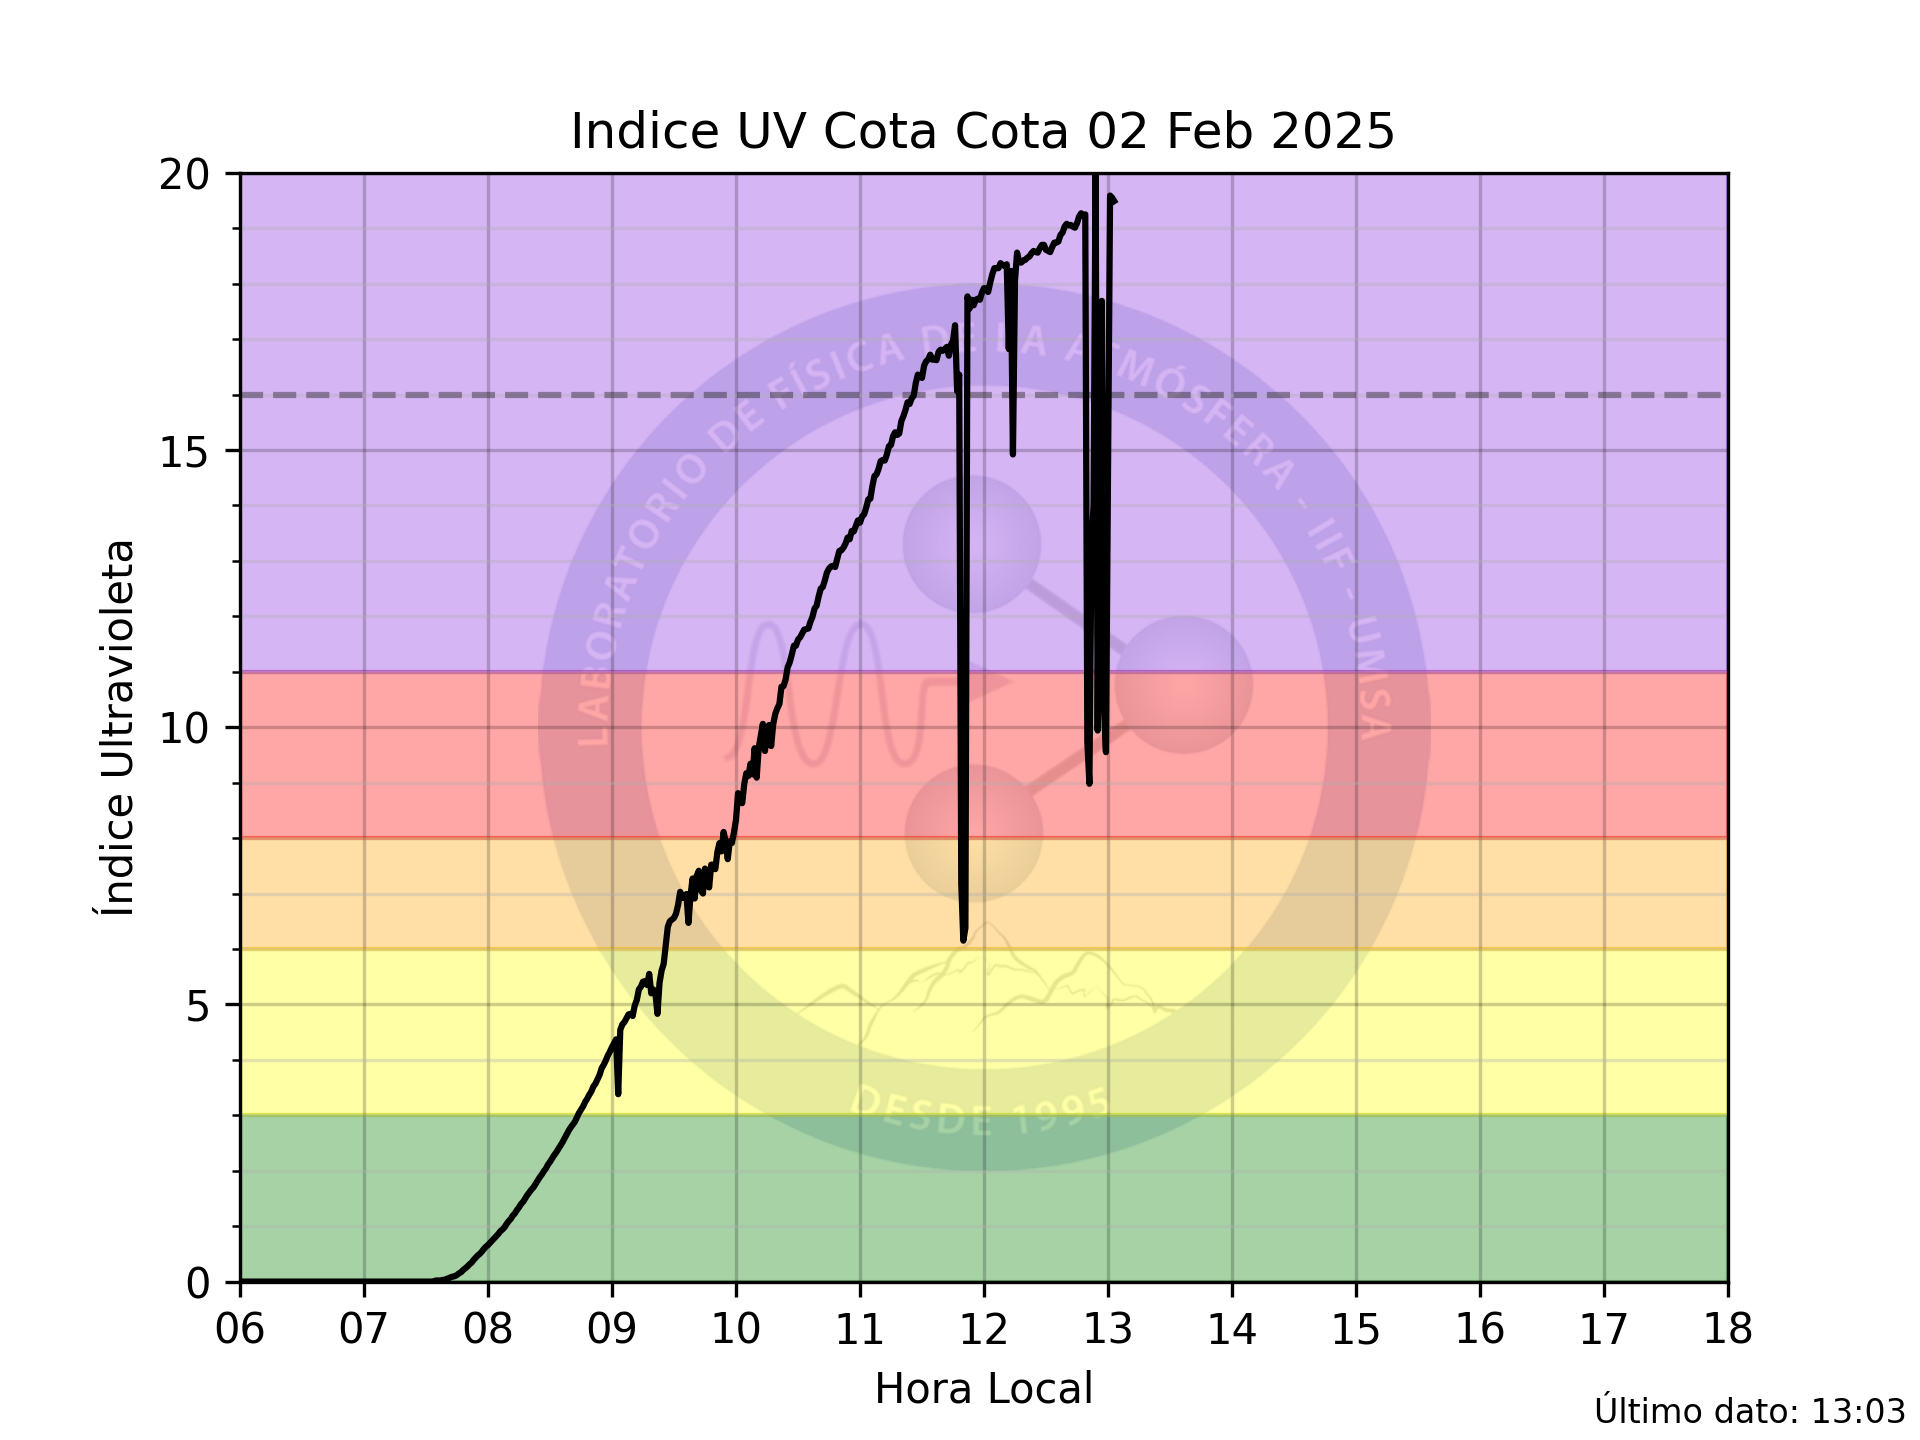 Indice UV Cota Cota 02 Feb 2025
20
15
10
5
0
Índice Ultravioleta
LABORATORIO DE FÍSICA DE LA ATMÓSFERA - IIF - UMSA
DESDE 1995
06 07 08 09 10 11 12 13 14 15 16 17 18
Hora Local
Último dato: 13:03